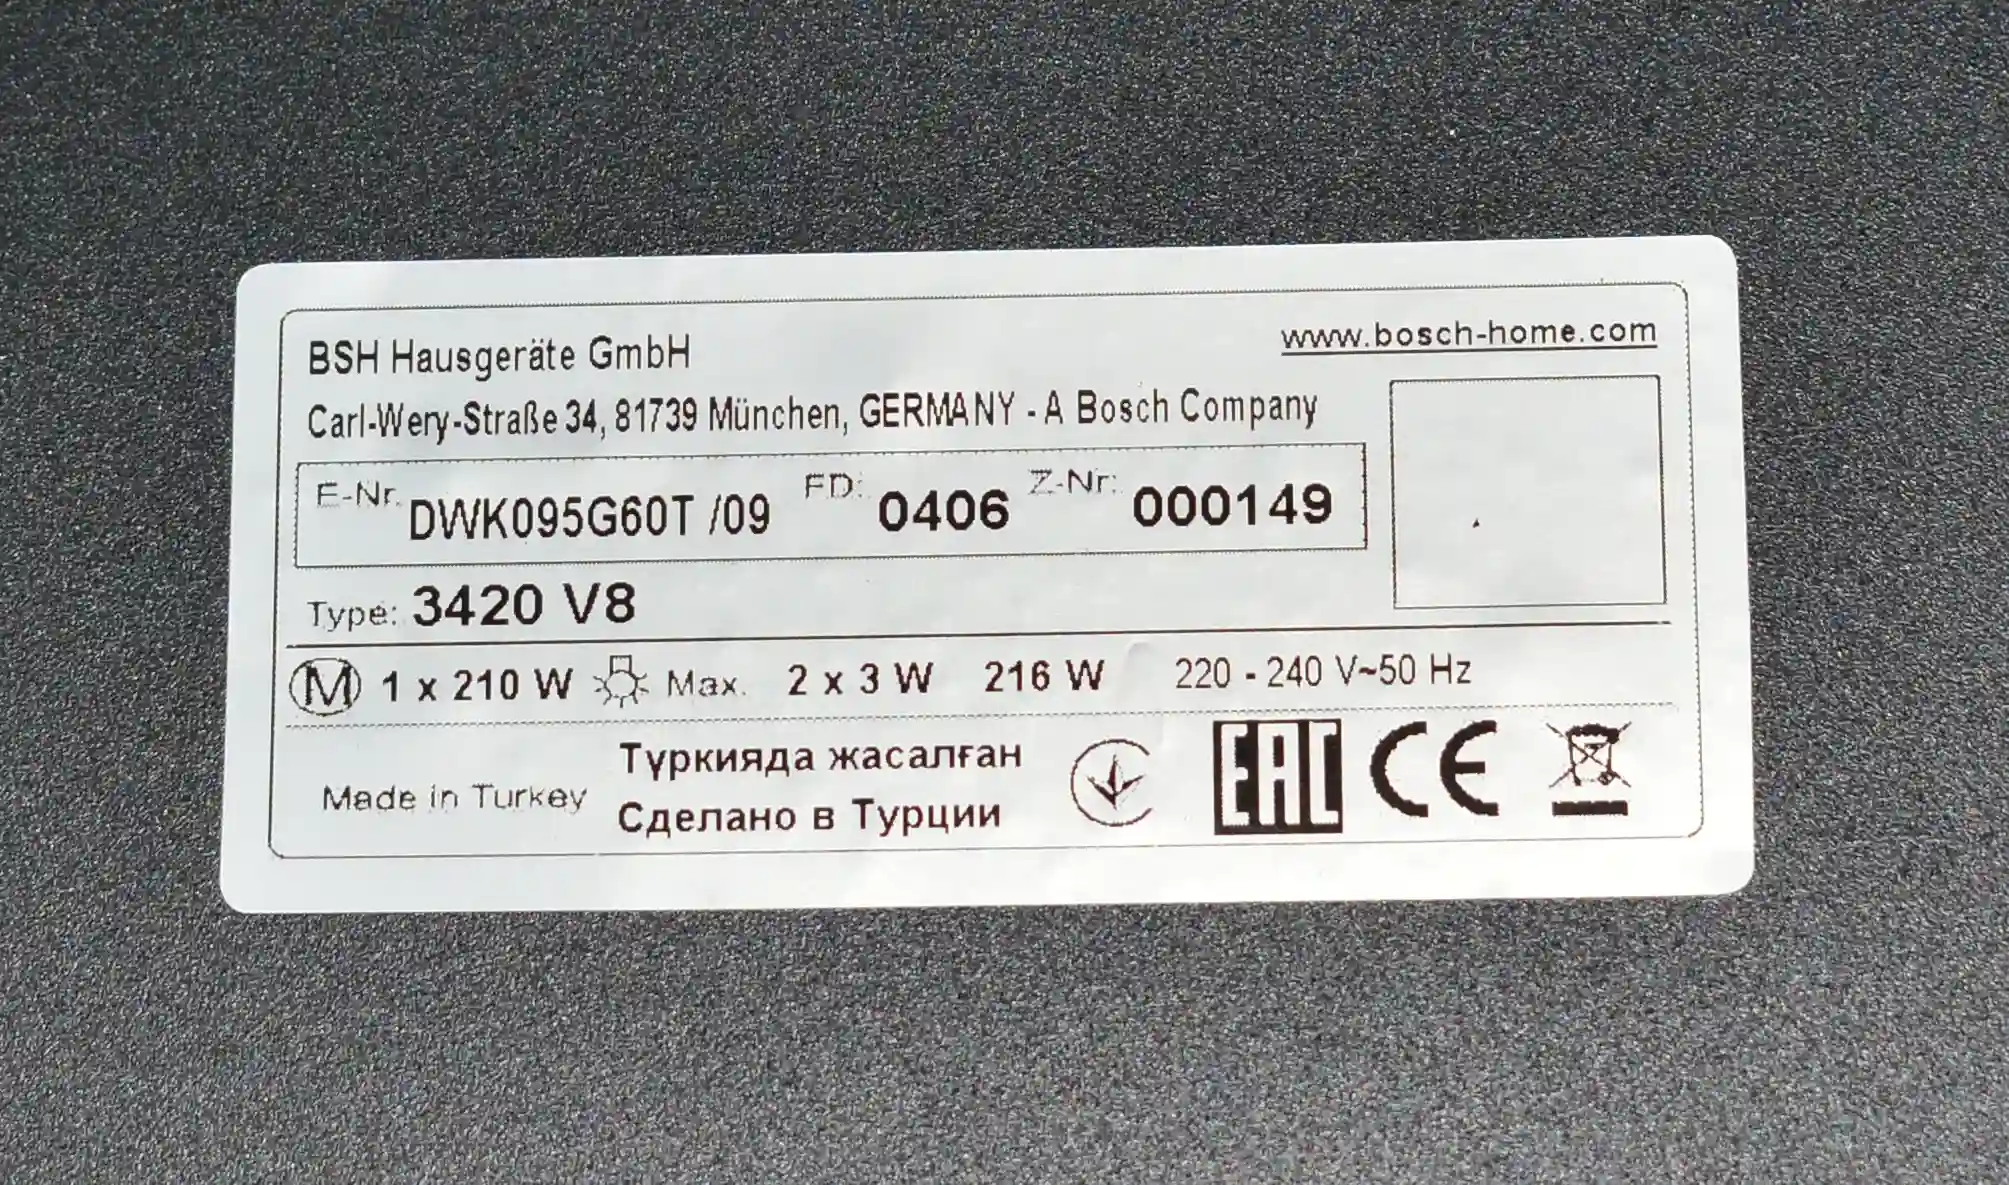 BSH Hausgeräte GmbH
www.bosch-home.com
Carl-Wery-Straße 34, 81739 München, GERMANY - A Bosch Company
E-Nr. DWK095G60T /09 FD: 0406 Z-Nr: 000149
Type: 3420 V8
M 1 x 210 W Max. 2 x 3 W 216 W 220 - 240 V~50 Hz
Made in Turkey
Түркияда жасалған
Сделано в Турции
EAC CE